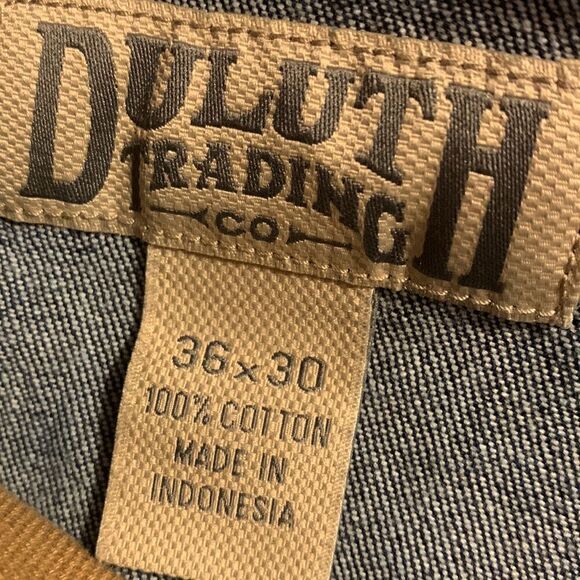 DULUTH
TRADING
CO
36×30
100% COTTON
MADE IN
INDONESIA